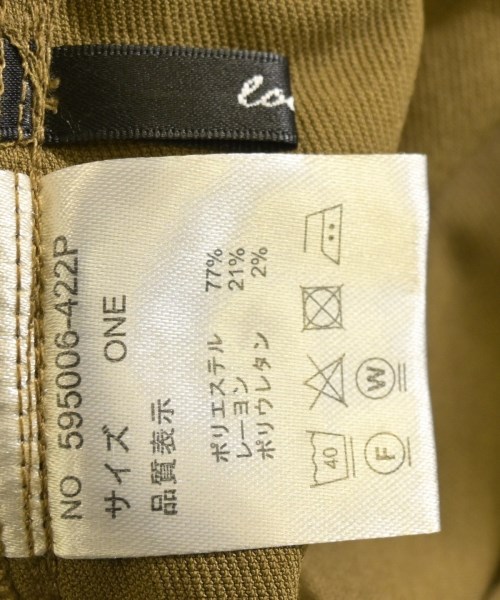 NO 595006-422P
サイズ ONE
品質表示
ポリエステル 77%
レーヨン 21%
ポリウレタン 2%
40
W
F